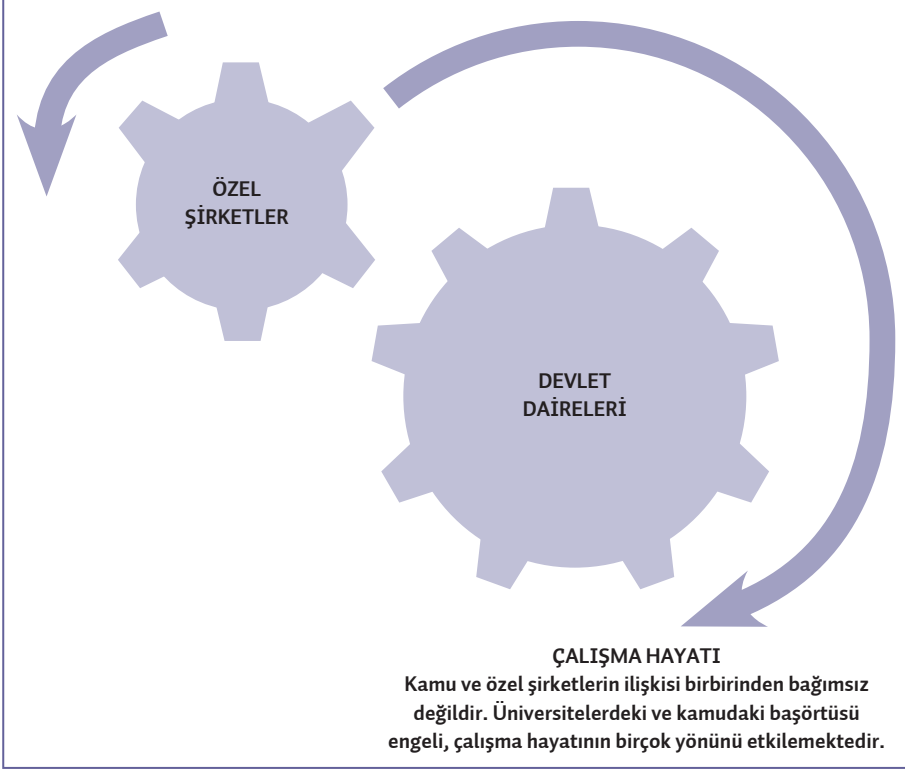 ÖZEL
ŞİRKETLER
DEVLET
DAİRELERİ
ÇALIŞMA HAYATI
Kamu ve özel şirketlerin ilişkisi birbirinden bağımsız
değildir. Üniversitelerdeki ve kamudaki başörtüsü
engeli, çalışma hayatının birçok yönünü etkilemektedir.